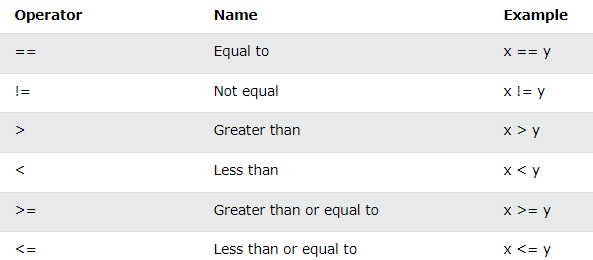 Operator Name Example
== Equal to x == y
!= Not equal x != y
> Greater than x > y
< Less than x < y
>= Greater than or equal to x >= y
<= Less than or equal to x <= y